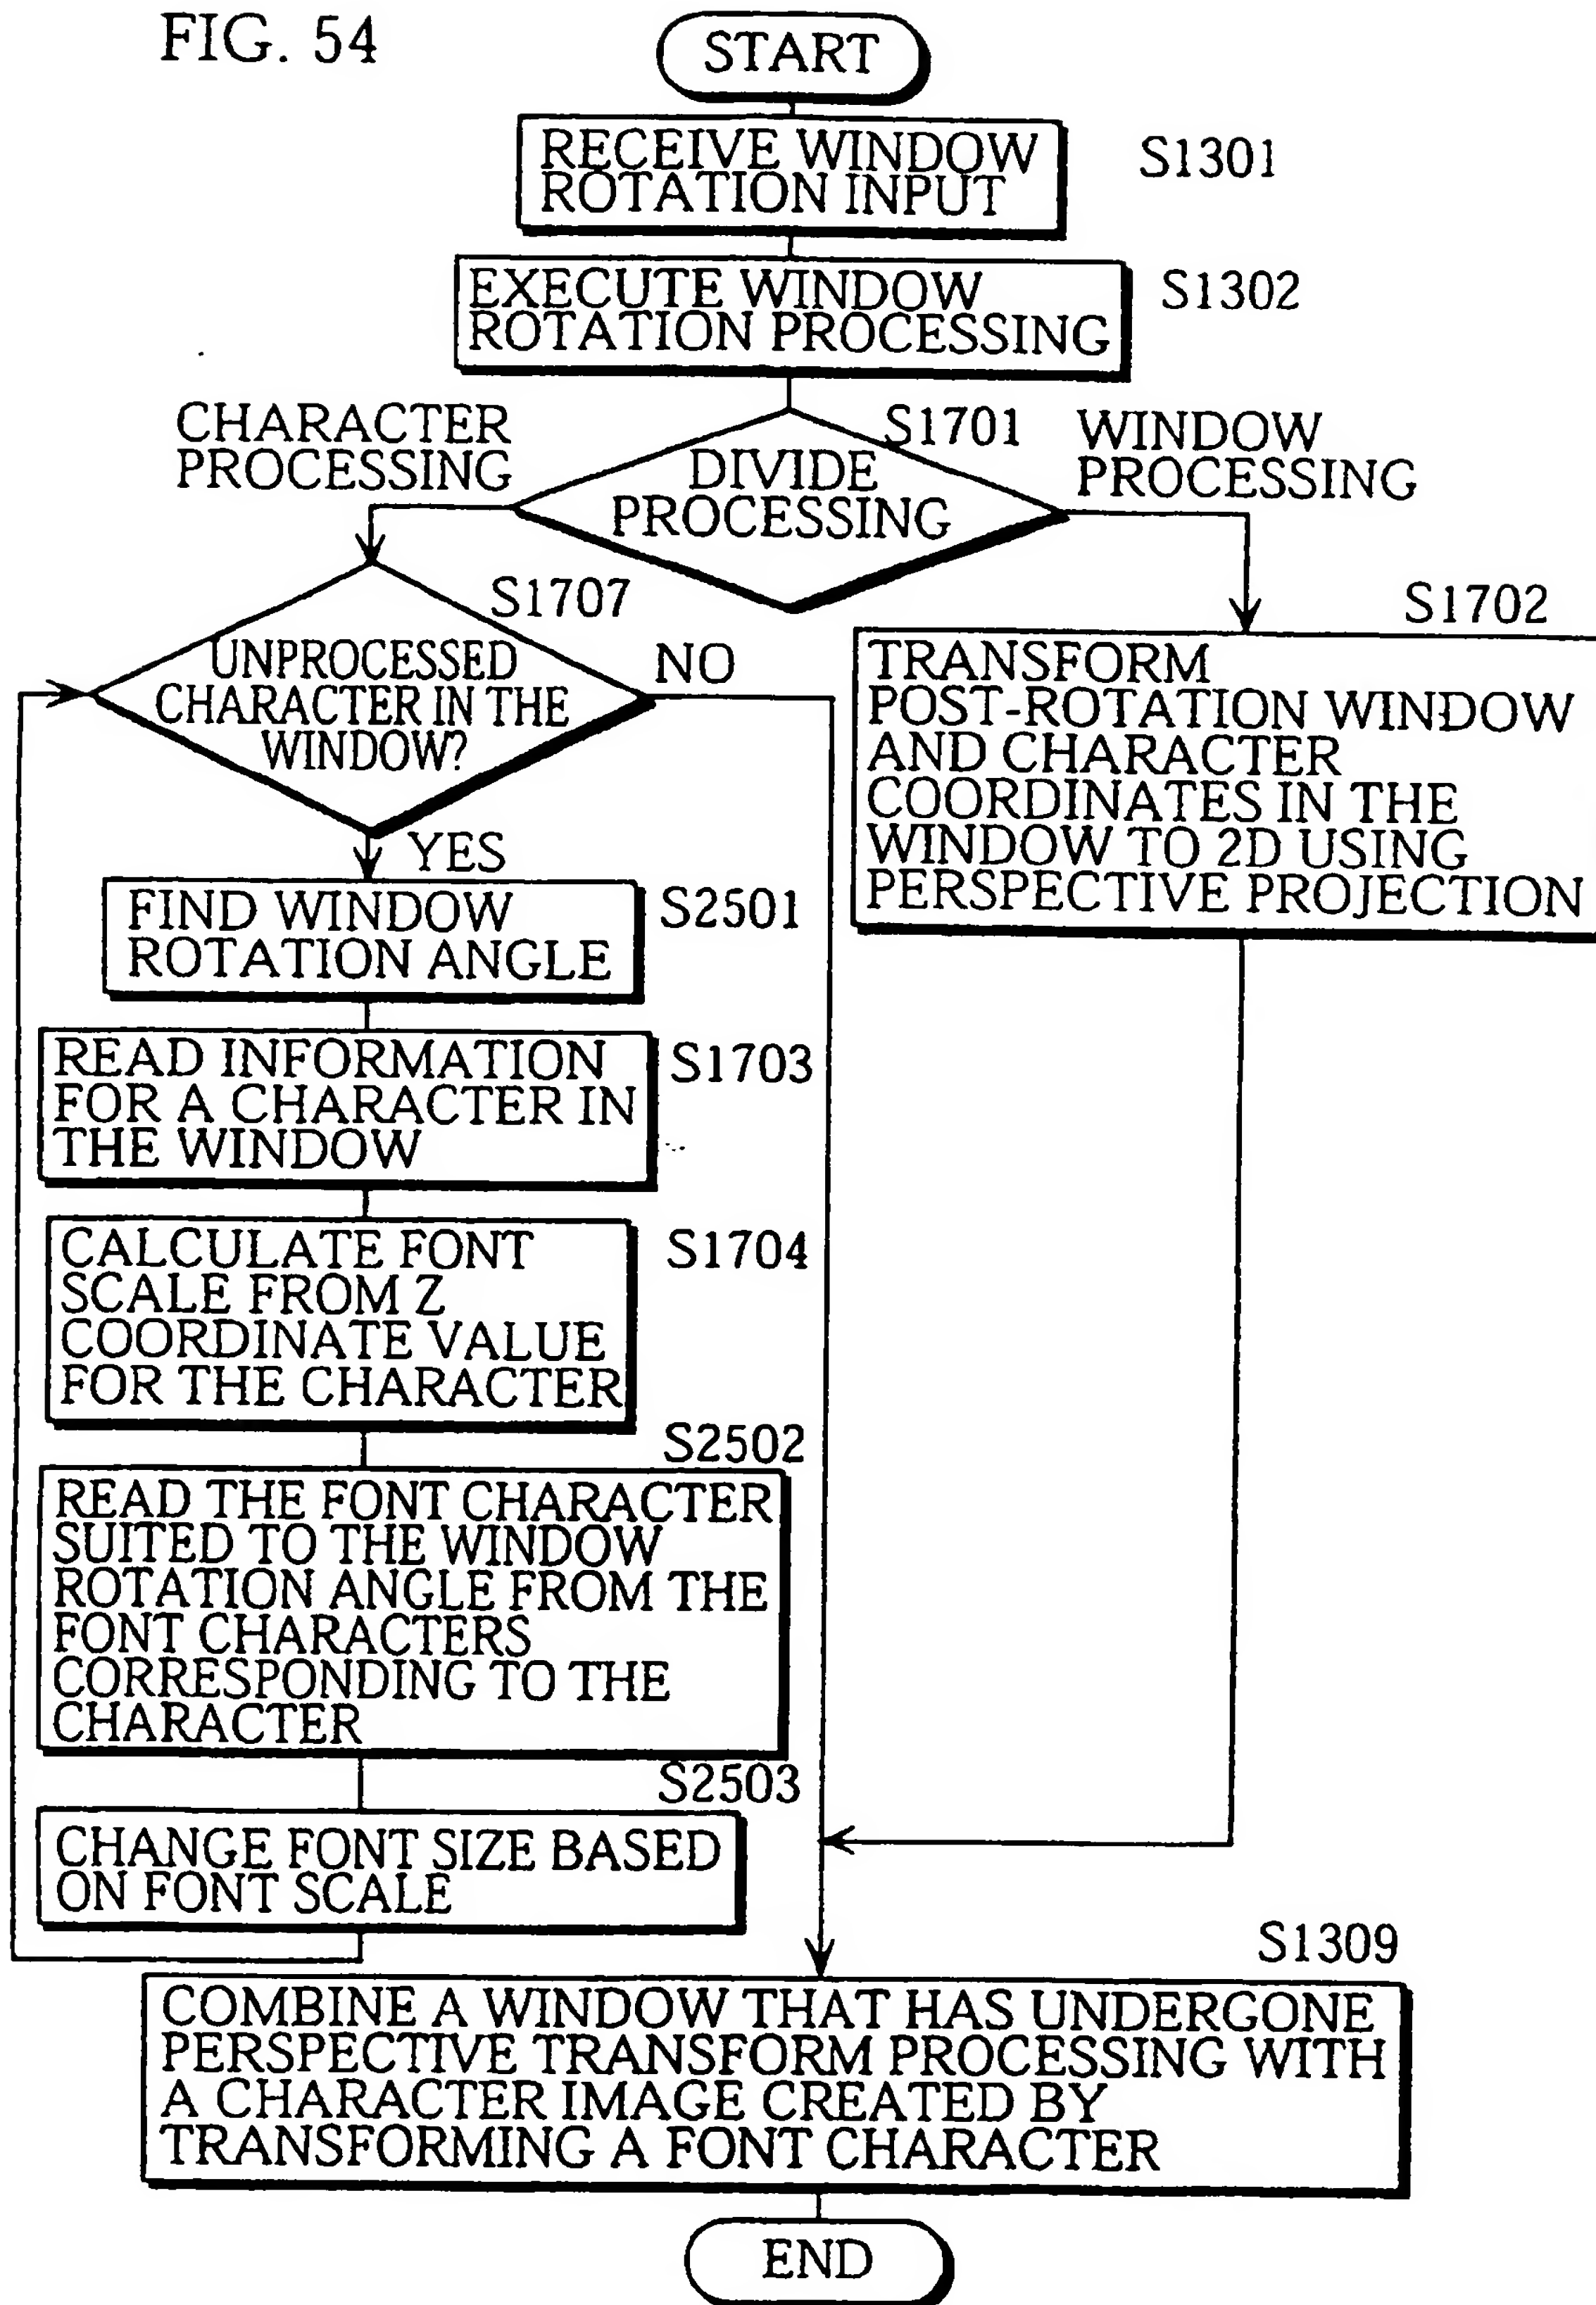 FIG. 54
START
RECEIVE WINDOW
ROTATION INPUT
S1301
EXECUTE WINDOW
ROTATION PROCESSING
S1302
CHARACTER
PROCESSING
S1701
DIVIDE
PROCESSING
WINDOW
PROCESSING
S1707
UNPROCESSED
CHARACTER IN THE
WINDOW?
NO
YES
S1702
TRANSFORM
POST-ROTATION WINDOW
AND CHARACTER
COORDINATES IN THE
WINDOW TO 2D USING
PERSPECTIVE PROJECTION
FIND WINDOW
ROTATION ANGLE
S2501
READ INFORMATION
FOR A CHARACTER IN
THE WINDOW
S1703
CALCULATE FONT
SCALE FROM Z
COORDINATE VALUE
FOR THE CHARACTER
S1704
S2502
READ THE FONT CHARACTER
SUITED TO THE WINDOW
ROTATION ANGLE FROM THE
FONT CHARACTERS
CORRESPONDING TO THE
CHARACTER
S2503
CHANGE FONT SIZE BASED
ON FONT SCALE
S1309
COMBINE A WINDOW THAT HAS UNDERGONE
PERSPECTIVE TRANSFORM PROCESSING WITH
A CHARACTER IMAGE CREATED BY
TRANSFORMING A FONT CHARACTER
END